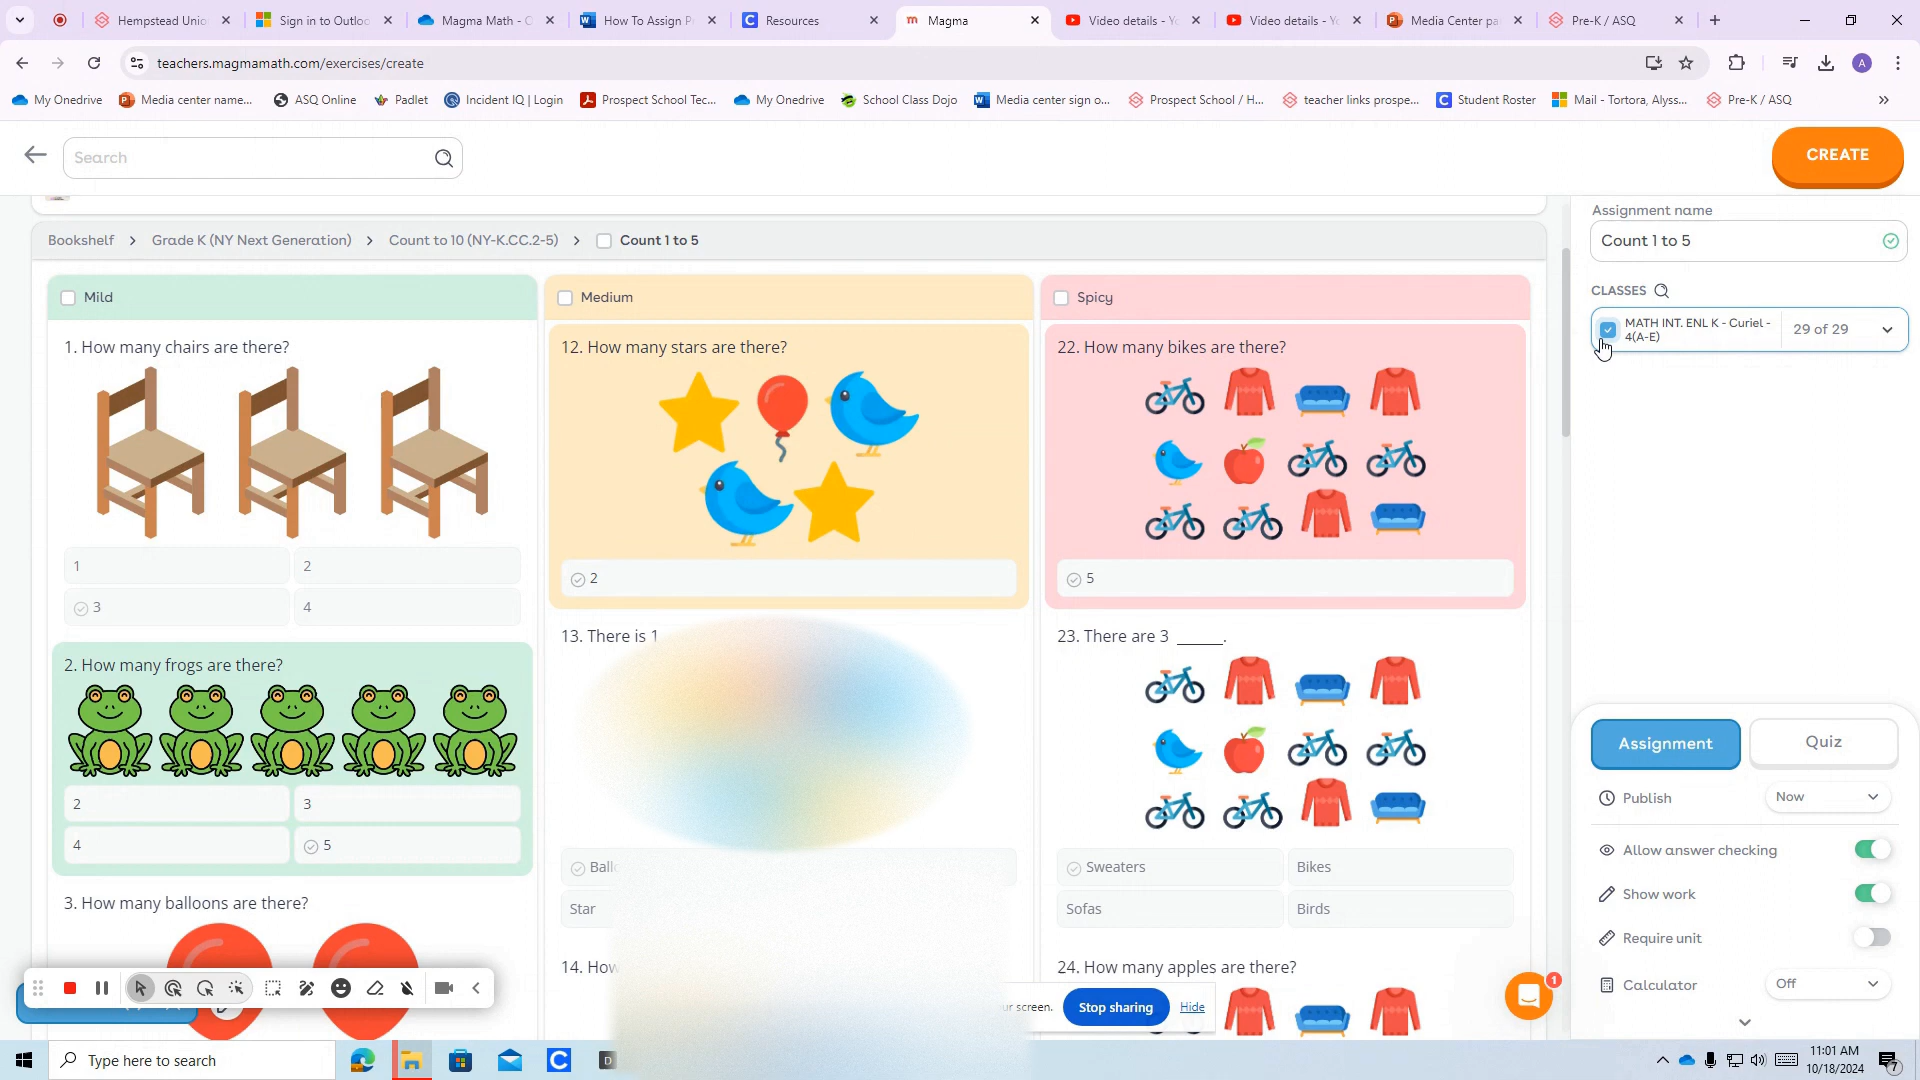 Hempstead Unio
Sign in to Outloo
Magma Math - O
How To Assign P
Resources
Magma
Video details - Yo
Video details - Yo
Media Center pa
Pre-K / ASQ
teachers.magmamath.com/exercises/create
A
My Onedrive
Media center name...
ASQ Online
Padlet
Incident IQ | Login
Prospect School Tec...
My Onedrive
School Class Dojo
Media center sign o...
Prospect School / H...
teacher links prospe...
Student Roster
Mail - Tortora, Alyss...
Pre-K / ASQ
Search
CREATE
Bookshelf > Grade K (NY Next Generation) > Count to 10 (NY-K.CC.2-5) > Count 1 to 5
Mild
1. How many chairs are there?
1
2
3
4
2. How many frogs are there?
2
3
4
5
3. How many balloons are there?
Medium
12. How many stars are there?
2
13. There is 1
Star
14.
Spicy
22. How many bikes are there?
5
23. There are 3 ______.
Sweaters
Bikes
Sofas
Birds
24. How many apples are there?
Assignment name
Count 1 to 5
CLASSES
MATH INT. ENL K - Curiel -
4(A-E)
29 of 29
Assignment
Quiz
Publish
Now
Allow answer checking
Show work
Require unit
Calculator
Off
1
ur screen.
Stop sharing
Hide
Type here to search
11:01 AM
10/18/2024
7